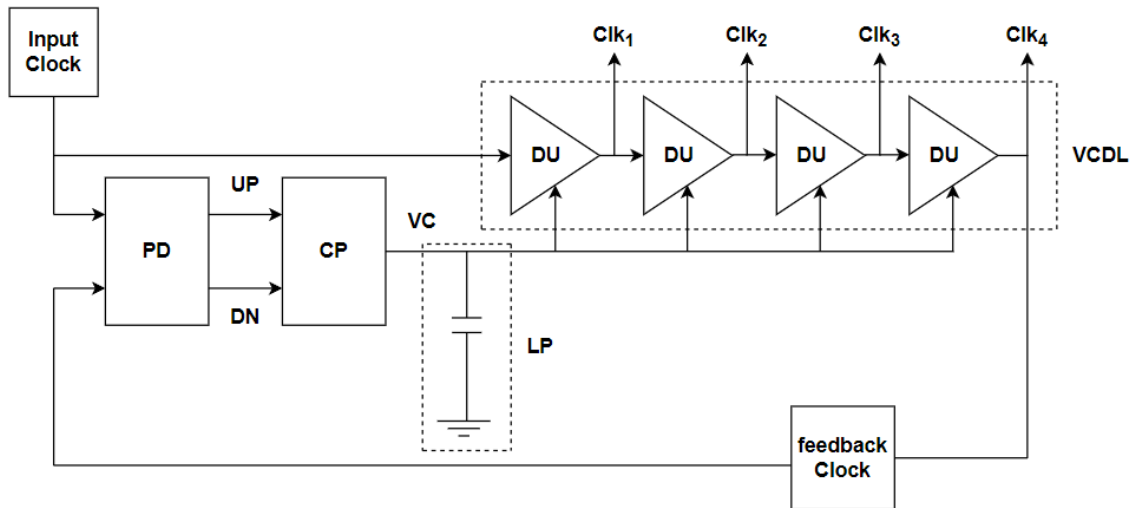 Input
Clock
Clk1
Clk2
Clk3
Clk4
DU
DU
DU
DU
VCDL
UP
VC
PD
CP
DN
LP
feedback
Clock